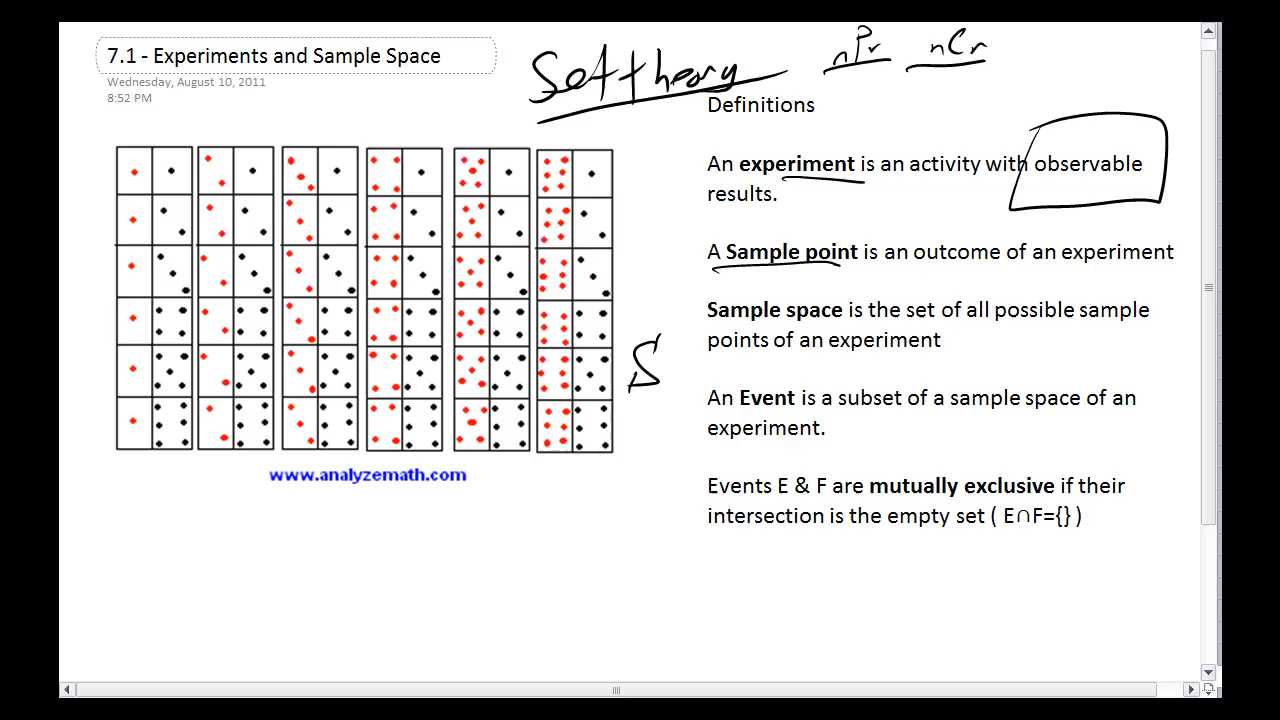 7.1 - Experiments and Sample Space
Wednesday, August 10, 2011
8:52 PM
Set theory
nPr nCr
Definitions
An experiment is an activity with observable
results.
A Sample point is an outcome of an experiment
Sample space is the set of all possible sample
points of an experiment
S
An Event is a subset of a sample space of an
experiment.
Events E & F are mutually exclusive if their
intersection is the empty set ( E∩F={} )
www.analyzemath.com